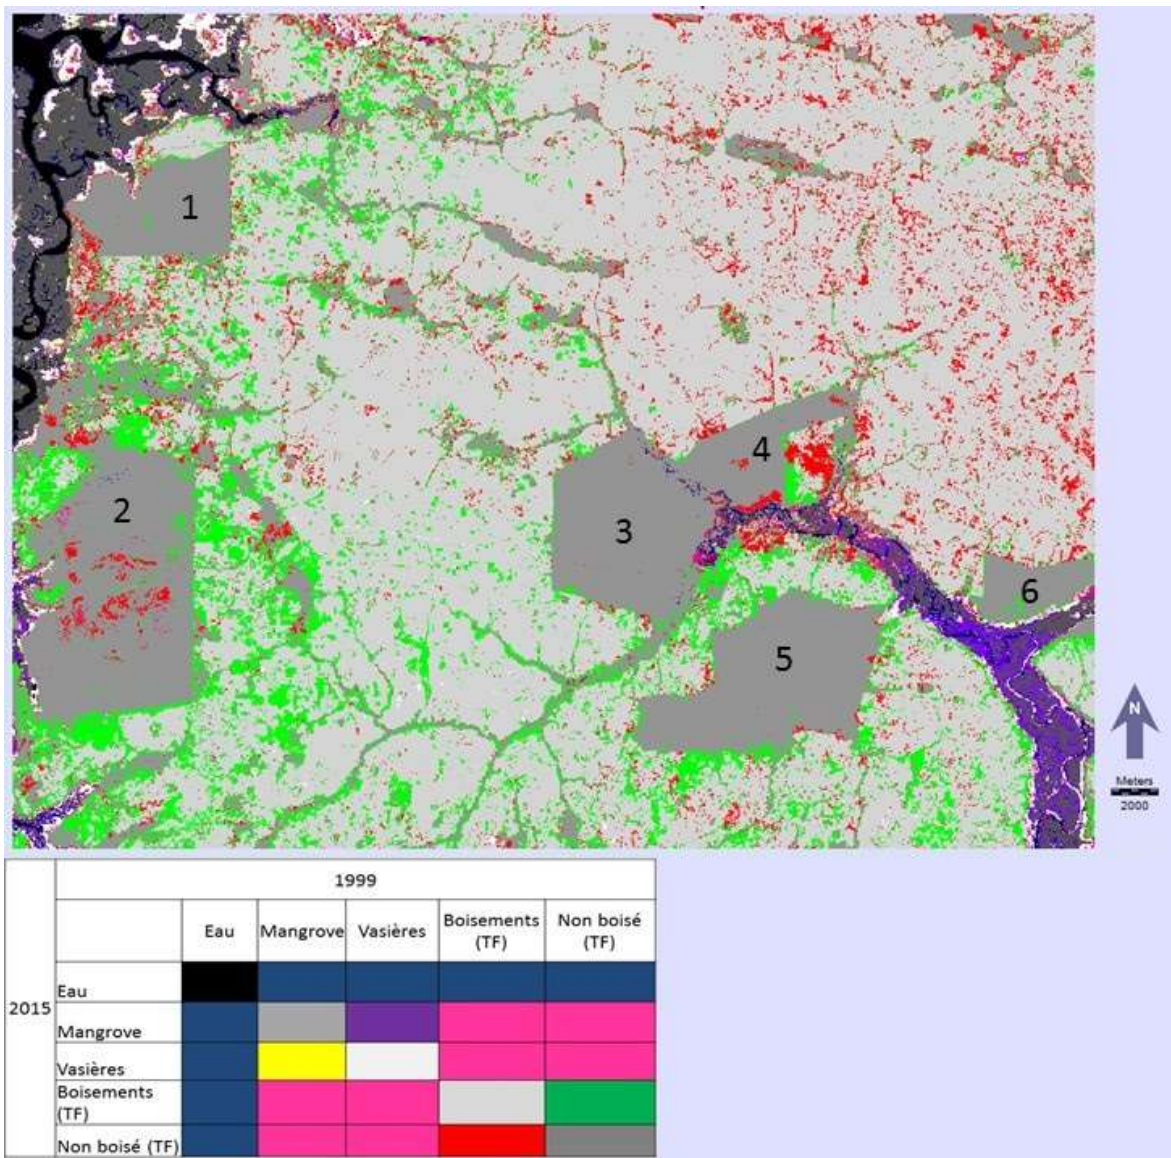 1
2
3
4
5
6
N
Meters
2000
1999
Eau Mangrove Vasières Boisements (TF) Non boisé (TF)
2015
Eau
Mangrove
Vasières
Boisements
(TF)
Non boisé (TF)